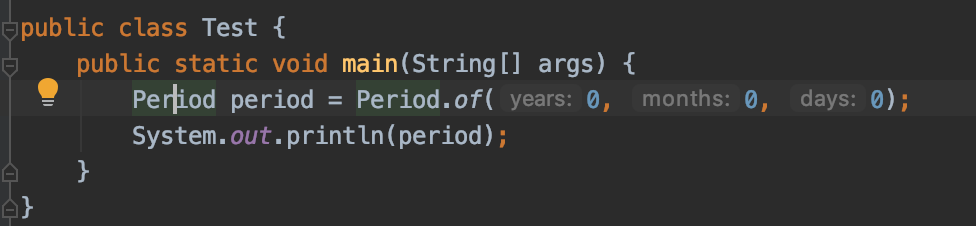 public class Test {
public static void main(String[] args) {
Period period = Period.of( years: 0, months: 0, days: 0);
System.out.println(period);
}
}